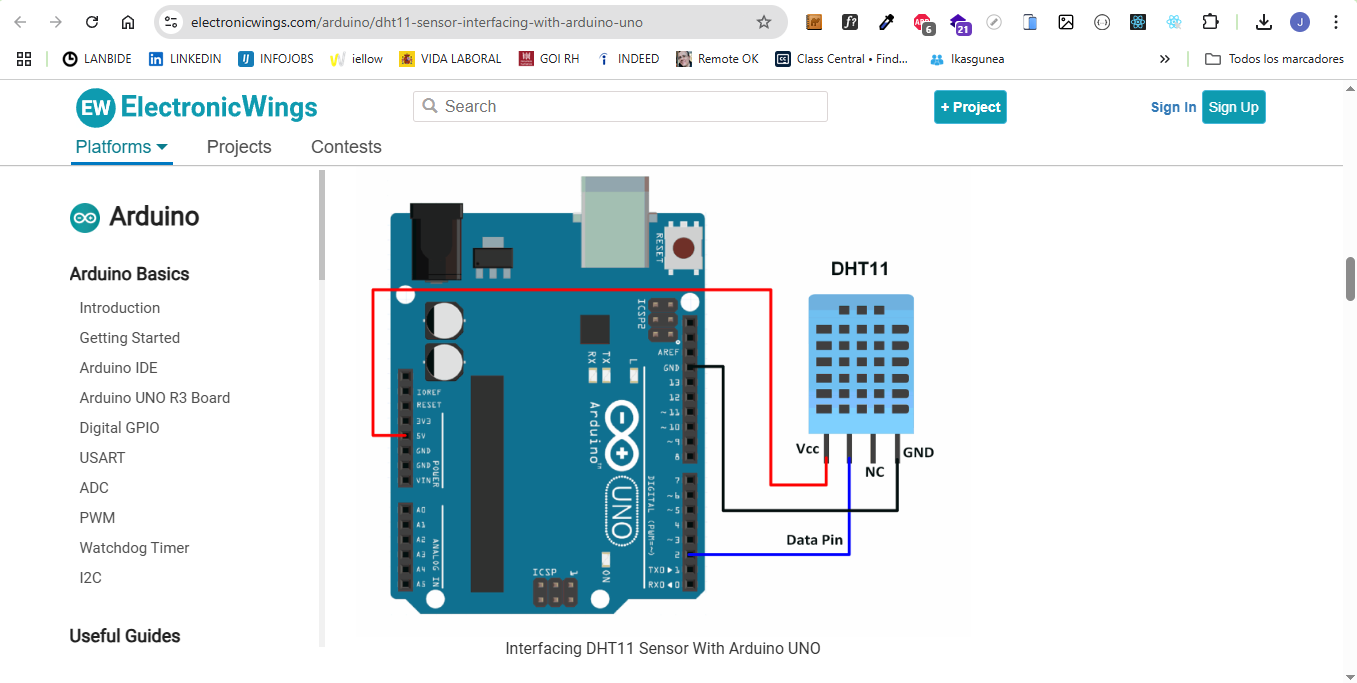 electronicwings.com/arduino/dht11-sensor-interfacing-with-arduino-uno
6
21
J
LANBIDE
LINKEDIN
INFOJOBS
iellow
VIDA LABORAL
GOI RH
INDEED
Remote OK
Class Central • Find...
Ikasgunea
Todos los marcadores
EW ElectronicWings
Search
+ Project
Sign In
Sign Up
Platforms
Projects
Contests
Arduino
Arduino Basics
Introduction
Getting Started
Arduino IDE
Arduino UNO R3 Board
Digital GPIO
USART
ADC
PWM
Watchdog Timer
I2C
Useful Guides
RESET
ICSP2
AREF
GND
13
12
~11
~10
~9
8
7
~6
~5
4
~3
2
TX0►1
RX0◄0
DIGITAL (PWM=~)
RX
TX
L
IOREF
RESET
3V3
5V
GND
GND
VIN
POWER
A0
A1
A2
A3
A4
A5
ANALOG IN
Arduino™
UNO
ON
ICSP
1
DHT11
Vcc
NC
GND
Data Pin
Interfacing DHT11 Sensor With Arduino UNO